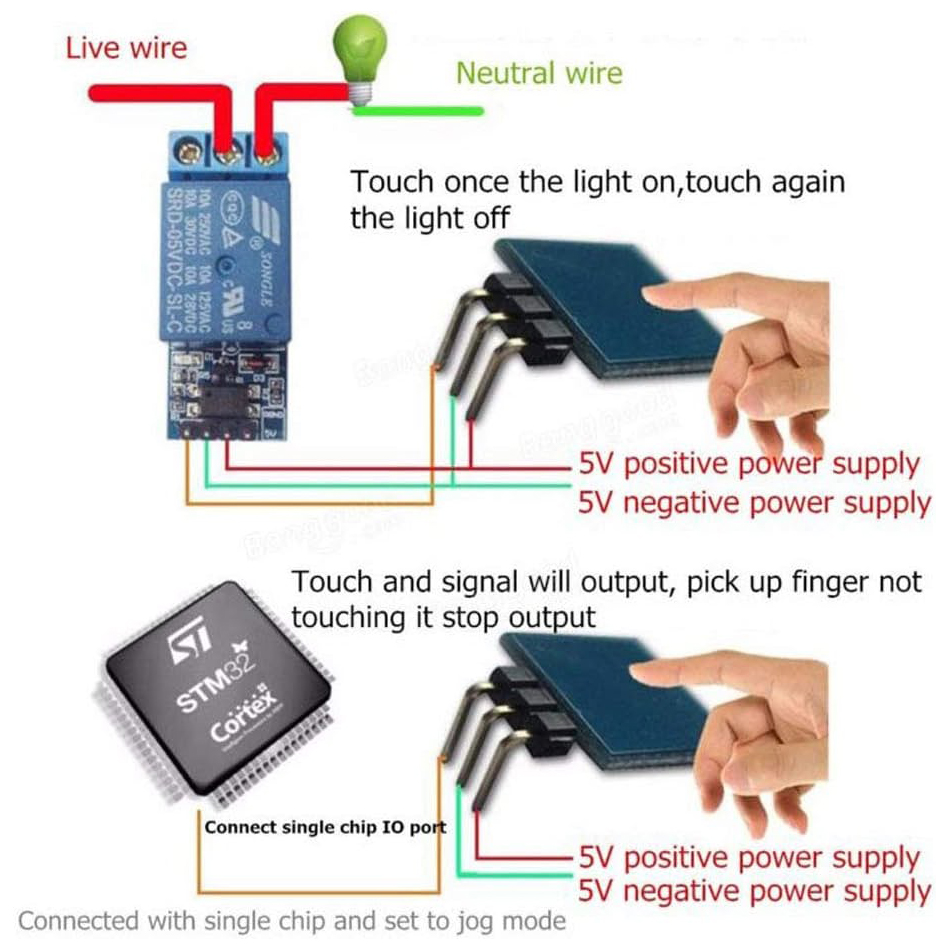 Live wire
Neutral wire
Touch once the light on,touch again
the light off
SONGLE
10A 250VAC 10A 125VAC
10A 30VDC 10A 28VDC
SRD-05VDC-SL-C
5V positive power supply
5V negative power supply
Touch and signal will output, pick up finger not
touching it stop output
STM32
Cortex
Connect single chip IO port
5V positive power supply
5V negative power supply
Connected with single chip and set to jog mode